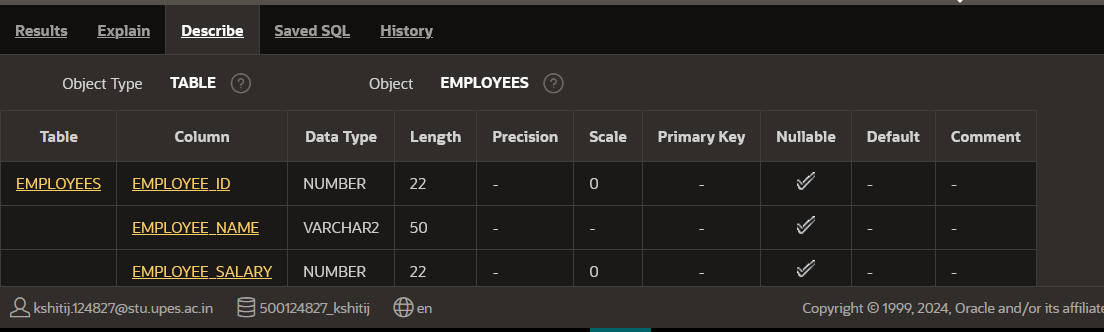 Results Explain Describe Saved SQL History
Object Type TABLE ? Object EMPLOYEES ?
Table Column Data Type Length Precision Scale Primary Key Nullable Default Comment
EMPLOYEES EMPLOYEE_ID NUMBER 22 - 0 - - -
EMPLOYEE_NAME VARCHAR2 50 - - - - -
EMPLOYEE_SALARY NUMBER 22 - 0 - - -
kshitij.124827@stu.upes.ac.in 500124827_kshitij en Copyright © 1999, 2024, Oracle and/or its affiliate